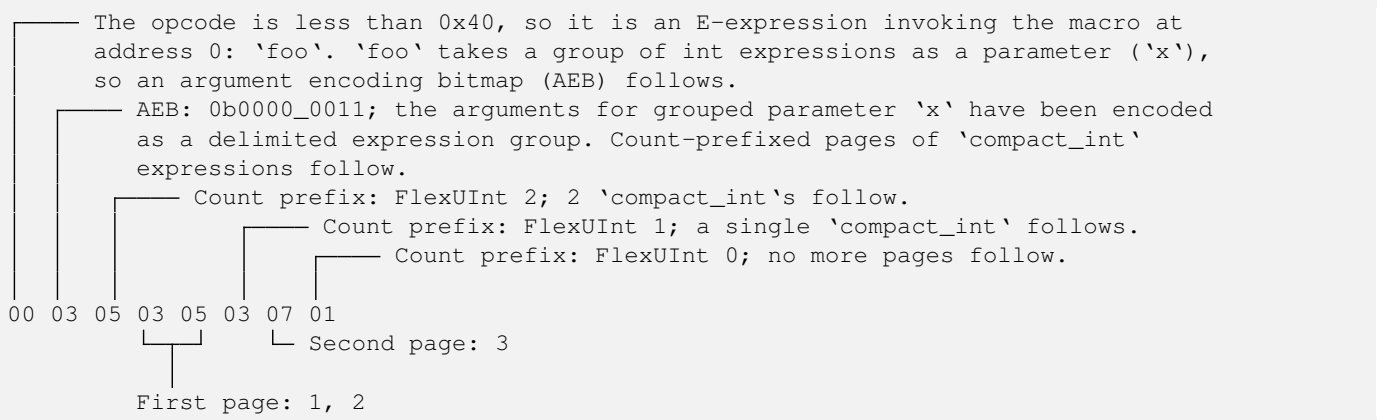 The opcode is less than 0x40, so it is an E-expression invoking the macro at
address 0: `foo`. `foo` takes a group of int expressions as a parameter (`x`),
so an argument encoding bitmap (AEB) follows.
AEB: 0b0000_0011; the arguments for grouped parameter `x` have been encoded
as a delimited expression group. Count-prefixed pages of `compact_int`
expressions follow.
Count prefix: FlexUInt 2; 2 `compact_int`s follow.
Count prefix: FlexUInt 1; a single `compact_int` follows.
Count prefix: FlexUInt 0; no more pages follow.
00 03 05 03 05 03 07 01
Second page: 3
First page: 1, 2